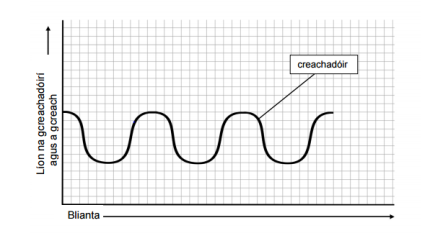 creachadóir
Líon na gcreachadóirí
agus a gcreach
Blianta